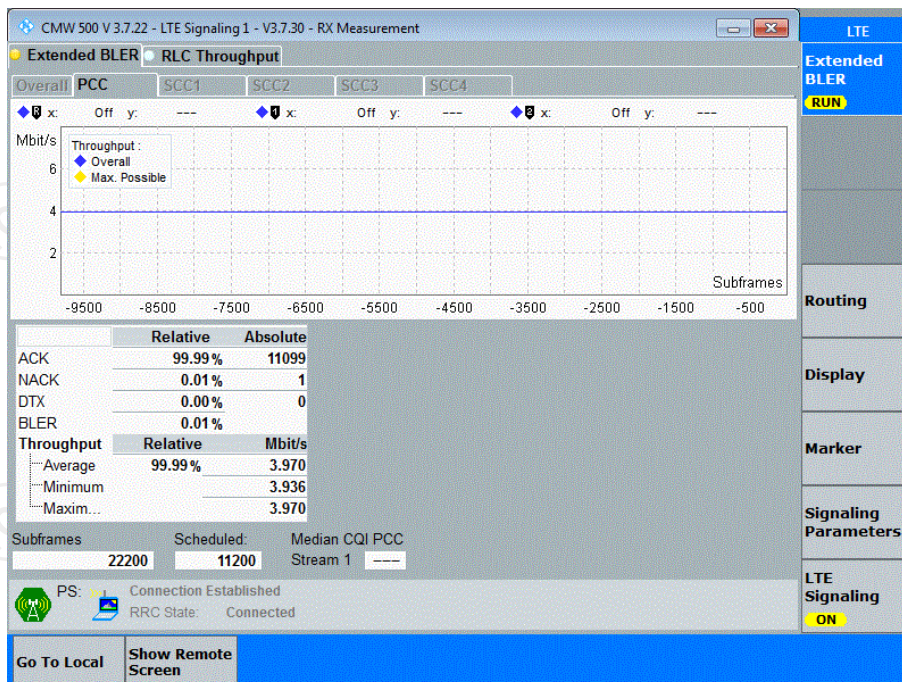 CMW 500 V 3.7.22 - LTE Signaling 1 - V3.7.30 - RX Measurement
LTE
Extended BLER RLC Throughput
Extended BLER
RUN
Overall PCC SCC1 SCC2 SCC3 SCC4
R x: Off y: --- 1 x: Off y: --- 2 x: Off y: ---
Mbit/s
Throughput :
Overall
Max. Possible
6
4
2
Subframes
-9500 -8500 -7500 -6500 -5500 -4500 -3500 -2500 -1500 -500
Relative Absolute
ACK 99.99 % 11099
NACK 0.01 % 1
DTX 0.00 % 0
BLER 0.01 %
Throughput Relative Mbit/s
Average 99.99 % 3.970
Minimum 3.936
Maxim... 3.970
Subframes Scheduled: Median CQI PCC
22200 11200 Stream 1 ---
PS: Connection Established
RRC State: Connected
Routing
Display
Marker
Signaling
Parameters
LTE
Signaling
ON
Go To Local
Show Remote
Screen